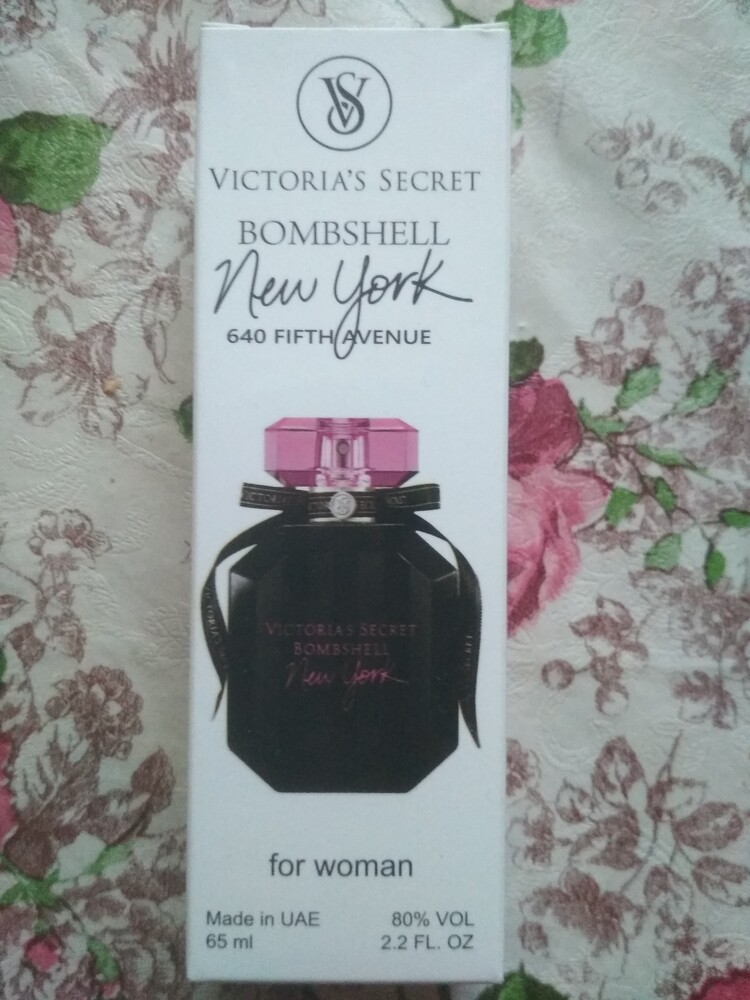 VS
VICTORIA'S SECRET
BOMBSHELL
New York
640 FIFTH AVENUE
VICTORIA'S SECRET
BOMBSHELL
New York
for woman
Made in UAE 80% VOL
65 ml 2.2 FL. OZ